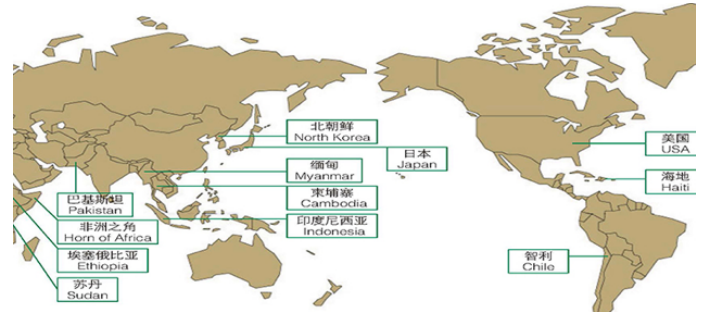 北朝鲜
North Korea
日本
Japan
美国
USA
缅甸
Myanmar
海地
Haiti
柬埔寨
Cambodia
巴基斯坦
Pakistan
印度尼西亚
Indonesia
非洲之角
Horn of Africa
埃塞俄比亚
Ethiopia
智利
Chile
苏丹
Sudan